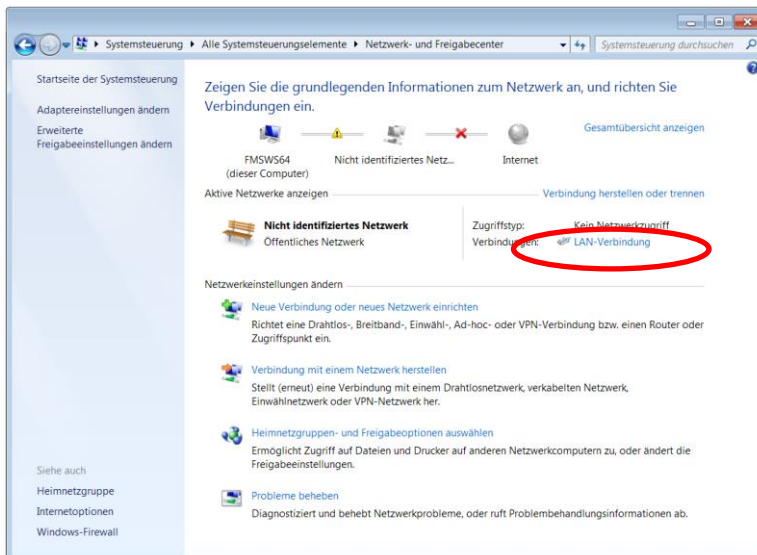 Systemsteuerung ▸ Alle Systemsteuerungselemente ▸ Netzwerk- und Freigabecenter
Systemsteuerung durchsuchen
Startseite der Systemsteuerung
Adaptereinstellungen ändern
Erweiterte
Freigabeeinstellungen ändern
Zeigen Sie die grundlegenden Informationen zum Netzwerk an, und richten Sie
Verbindungen ein.
Gesamtübersicht anzeigen
FMSWS64
(dieser Computer)
Nicht identifiziertes Netz...
Internet
Aktive Netzwerke anzeigen
Verbindung herstellen oder trennen
Nicht identifiziertes Netzwerk
Öffentliches Netzwerk
Zugriffstyp: Kein Netzwerkzugriff
Verbindungen: LAN-Verbindung
Netzwerkeinstellungen ändern
Neue Verbindung oder neues Netzwerk einrichten
Richtet eine Drahtlos-, Breitband-, Einwähl-, Ad-hoc- oder VPN-Verbindung bzw. einen Router oder
Zugriffspunkt ein.
Verbindung mit einem Netzwerk herstellen
Stellt (erneut) eine Verbindung mit einem Drahtlosnetzwerk, verkabelten Netzwerk,
Einwählnetzwerk oder VPN-Netzwerk her.
Heimnetzgruppen- und Freigabeoptionen auswählen
Ermöglicht Zugriff auf Dateien und Drucker auf anderen Netzwerkcomputern zu, oder ändert die
Freigabeeinstellungen.
Probleme beheben
Diagnostiziert und behebt Netzwerkprobleme, oder ruft Problembehandlungsinformationen ab.
Siehe auch
Heimnetzgruppe
Internetoptionen
Windows-Firewall